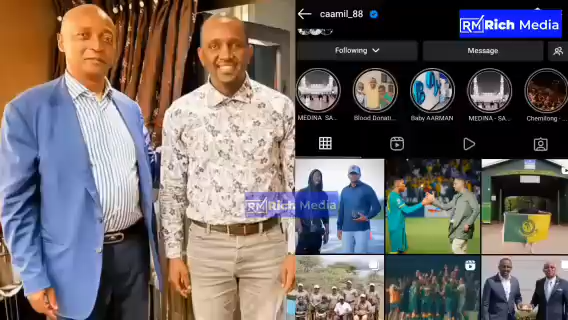 caamil_88
RM Rich Media
Following
Message
MEDINA SA...
Blood Donati...
Baby AARMAN
MEDINA - SA...
Chemilong -
RM Rich Media